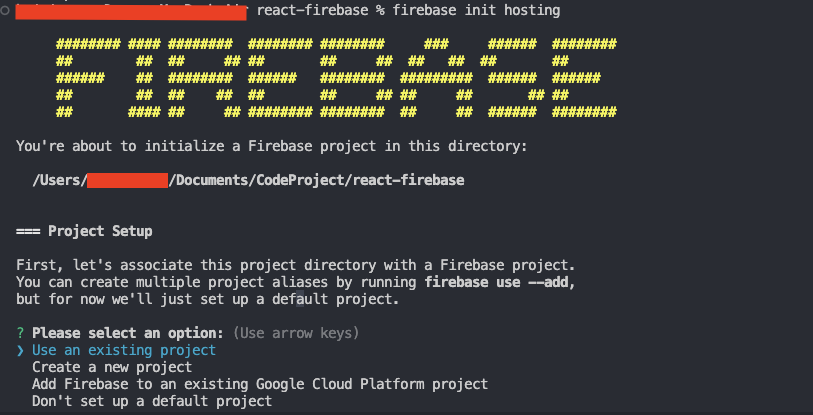 react-firebase % firebase init hosting
######## #### ########  ######## ########     ###     ######  ########
##        ##  ##     ## ##       ##     ##  ##   ##  ##       ##
######    ##  ########  ######   ########  #########  ######  ######
##        ##  ##    ##  ##       ##     ## ##     ##       ## ##
##       #### ##     ## ######## ########  ##     ##  ######  ########
You're about to initialize a Firebase project in this directory:
/Users/ /Documents/CodeProject/react-firebase
=== Project Setup
First, let's associate this project directory with a Firebase project.
You can create multiple project aliases by running firebase use --add,
but for now we'll just set up a default project.
? Please select an option: (Use arrow keys)
❯ Use an existing project
Create a new project
Add Firebase to an existing Google Cloud Platform project
Don't set up a default project